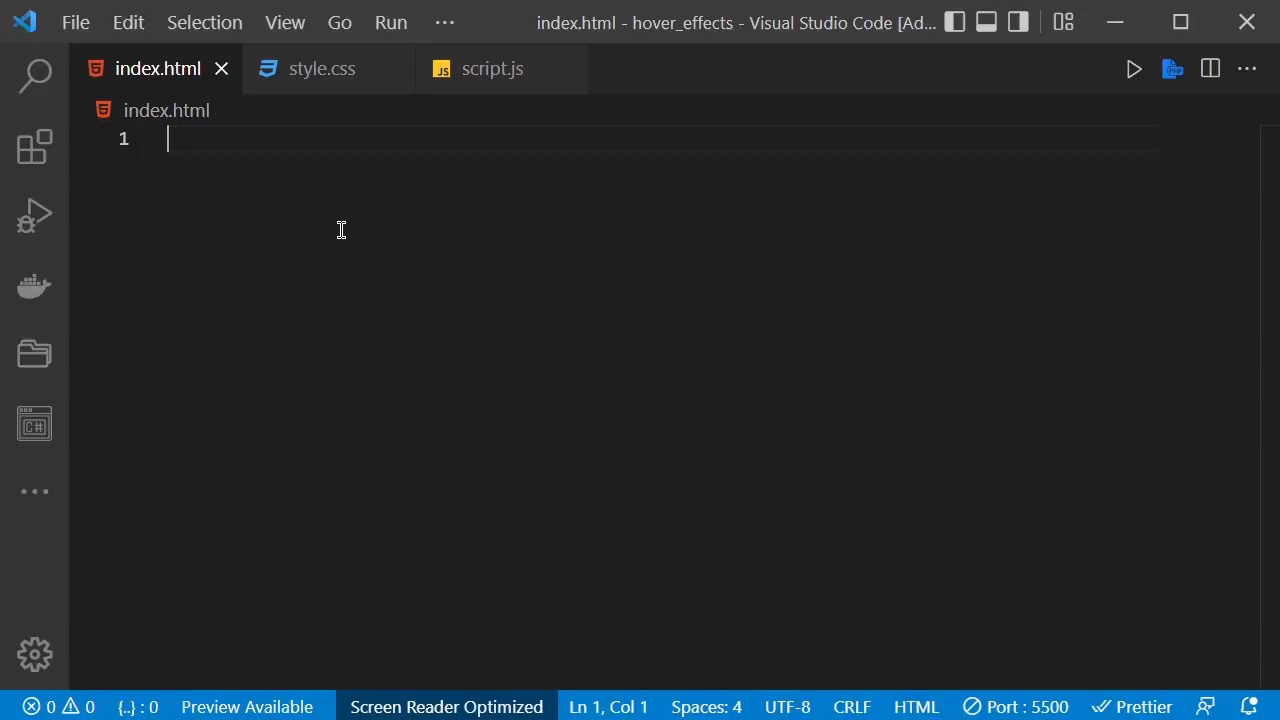 File Edit Selection View Go Run ··· index.html - hover_effects - Visual Studio Code [Ad...
index.html style.css JS script.js PHP
index.html
1
C#
0 0 {..} : 0 Preview Available Screen Reader Optimized Ln 1, Col 1 Spaces: 4 UTF-8 CRLF HTML Port : 5500 Prettier